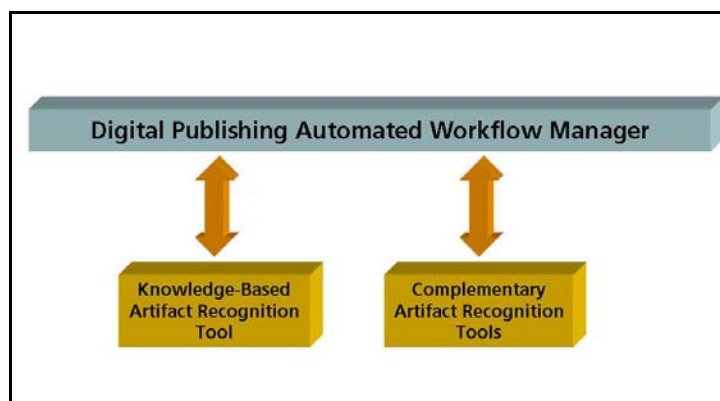 Digital Publishing Automated Workflow Manager
Knowledge-Based
Artifact Recognition
Tool
Complementary
Artifact Recognition
Tools